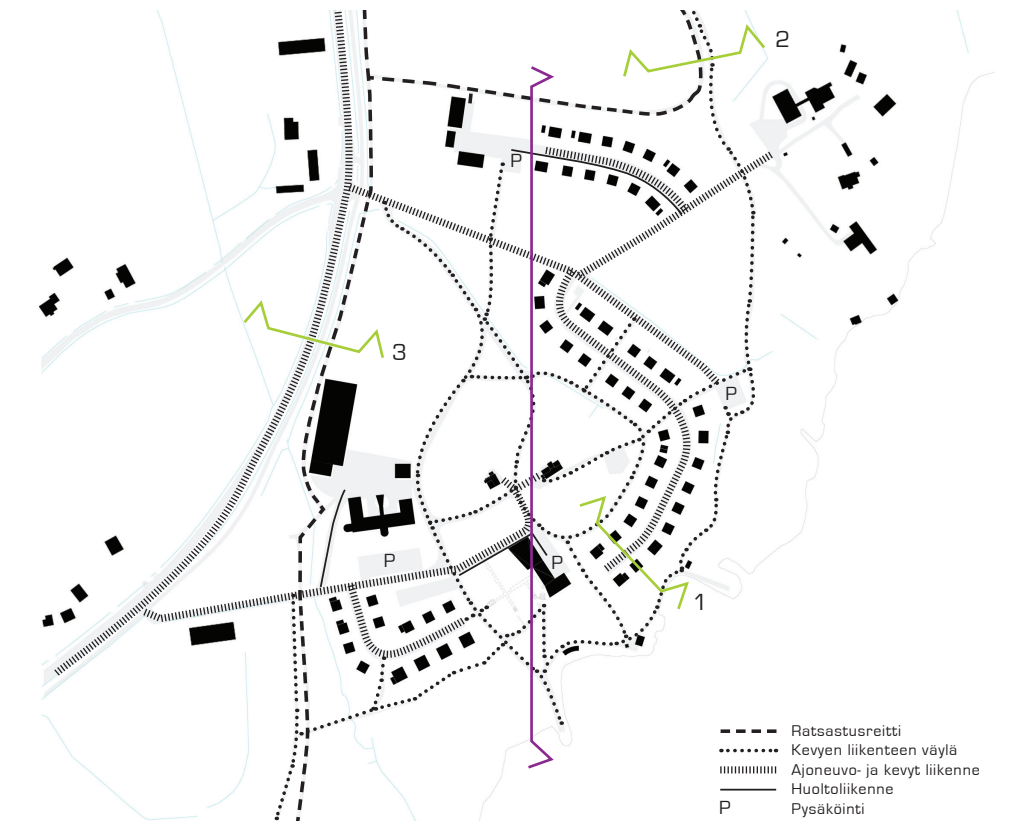 2
P
3
P
P
P
1
Ratsastusreitti
Kevyen liikenteen väylä
Ajoneuvo- ja kevyt liikenne
Huoltoliikenne
P Pysäköinti